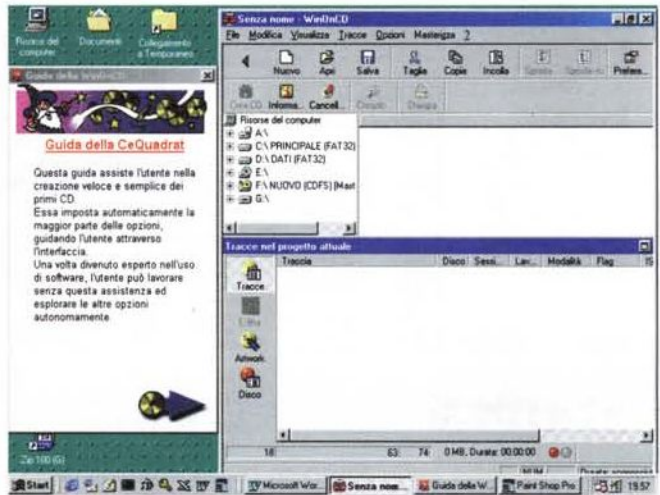 Risorse del computer
Documenti
Collegamento a Temporaneo
Guida della WinOnCD
Guida della CeQuadrat
Questa guida assiste l'utente nella
creazione veloce e semplice dei
primi CD.
Essa imposta automaticamente la
maggior parte delle opzioni,
guidando l'utente attraverso
l'interfaccia.
Una volta divenuto esperto nell'uso
di software, l'utente può lavorare
senza questa assistenza ed
esplorare le altre opzioni
autonomamente.
Zip 100 (G)
Senza nome - WinOnCD
File Modifica Visualizza Tracce Opzioni Masterizza ?
Nuovo Apri Salva Taglia Copia Incolla Prefere...
Crea CD Informa... Cancell... Stampa
Risorse del computer
A:\
C:\ PRINCIPALE (FAT32)
D:\ DATI (FAT32)
E:\
F:\ NUOVO (CDFS) [Mast
G:\
Tracce nel progetto attuale
Traccia Disco Sessi... Lav... Modalità Flag IS
Tracce
Editor
Artwork
Disco
18 63 74 0 MB, Durata: 00:00:00
NUM
Start Microsoft Wor... Senza nom... Guida della W... Paint Shop Pro 19.57